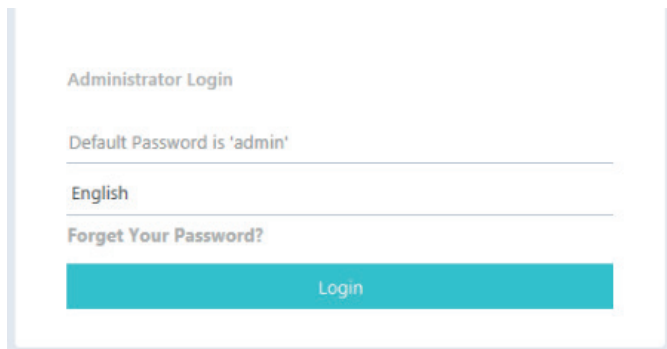 Administrator Login
Default Password is 'admin'
English
Forget Your Password?
Login